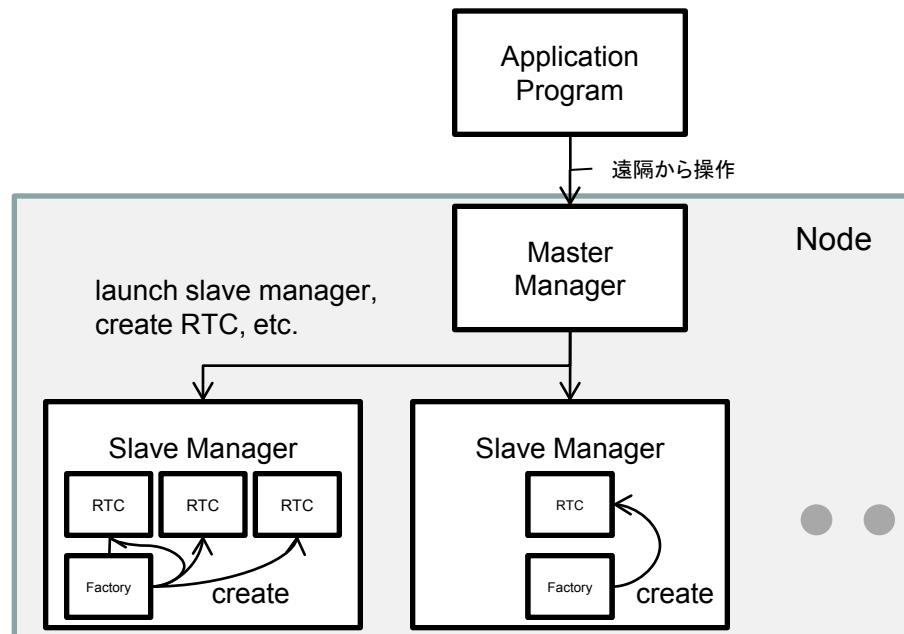 Application
Program
遠隔から操作
Node
Master
Manager
launch slave manager,
create RTC, etc.
Slave Manager
RTC RTC RTC
Factory
create
Slave Manager
RTC
Factory
create